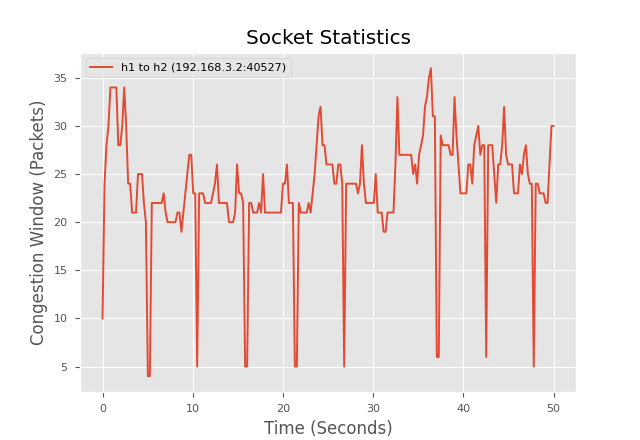 Socket Statistics
h1 to h2 (192.168.3.2:40527)
Congestion Window (Packets)
35
30
25
20
15
10
5
0 10 20 30 40 50
Time (Seconds)